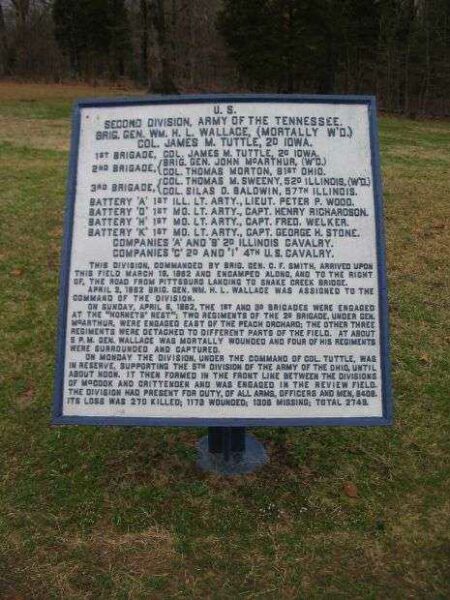 U.S.
SECOND DIVISION, ARMY OF THE TENNESSEE.
BRIG. GEN. WM. H. L. WALLACE, (MORTALLY W'D.)
COL. JAMES M. TUTTLE, 2D IOWA.
1ST BRIGADE, COL. JAMES M. TUTTLE, 2D IOWA.
2ND BRIGADE, (BRIG. GEN. JOHN MCARTHUR, (W'D.)
(COL. THOMAS MORTON, 81ST OHIO.
3RD BRIGADE, (COL. THOMAS M. SWEENY, 52D ILLINOIS, (W'D.)
(COL. SILAS D. BALDWIN, 57TH ILLINOIS.
BATTERY 'A' 1ST ILL. LT. ARTY., LIEUT. PETER P. WOOD.
BATTERY 'D' 1ST MO. LT. ARTY., CAPT. HENRY RICHARDSON.
BATTERY 'H' 1ST MO. LT. ARTY., CAPT. FRED. WELKER.
BATTERY 'K' 1ST MO. LT. ARTY., CAPT. GEORGE H. STONE.
COMPANIES 'A' AND 'B' 2D ILLINOIS CAVALRY.
COMPANIES 'C' 2D AND 'I' 4TH U.S. CAVALRY.
THIS DIVISION, COMMANDED BY BRIG. GEN. C. F. SMITH, ARRIVED UPON
THIS FIELD MARCH 18, 1862 AND ENCAMPED ALONG, AND TO THE RIGHT
OF, THE ROAD FROM PITTSBURG LANDING TO SNAKE CREEK BRIDGE.
APRIL 2, 1862 BRIG. GEN. WM. H. L. WALLACE WAS ASSIGNED TO THE
COMMAND OF THE DIVISION.
ON SUNDAY, APRIL 6, 1862, THE 1ST AND 3D BRIGADES WERE ENGAGED
AT THE "HORNETS' NEST"; TWO REGIMENTS OF THE 2D BRIGADE, UNDER GEN.
MCARTHUR, WERE ENGAGED EAST OF THE PEACH ORCHARD; THE OTHER THREE
REGIMENTS WERE DETACHED TO DIFFERENT PARTS OF THE FIELD. AT ABOUT
5 P.M. GEN. WALLACE WAS MORTALLY WOUNDED AND FOUR OF HIS REGIMENTS
WERE SURROUNDED AND CAPTURED.
ON MONDAY THE DIVISION, UNDER THE COMMAND OF COL. TUTTLE, WAS
IN RESERVE, SUPPORTING THE 5TH DIVISION OF THE ARMY OF THE OHIO, UNTIL
ABOUT NOON. IT THEN FORMED IN THE FRONT LINE BETWEEN THE DIVISIONS
OF MCCOOK AND CRITTENDEN AND WAS ENGAGED IN THE REVIEW FIELD.
THE DIVISION HAD PRESENT FOR DUTY, OF ALL ARMS, OFFICERS AND MEN, 8408.
ITS LOSS WAS 270 KILLED; 1173 WOUNDED; 1306 MISSING; TOTAL 2749.